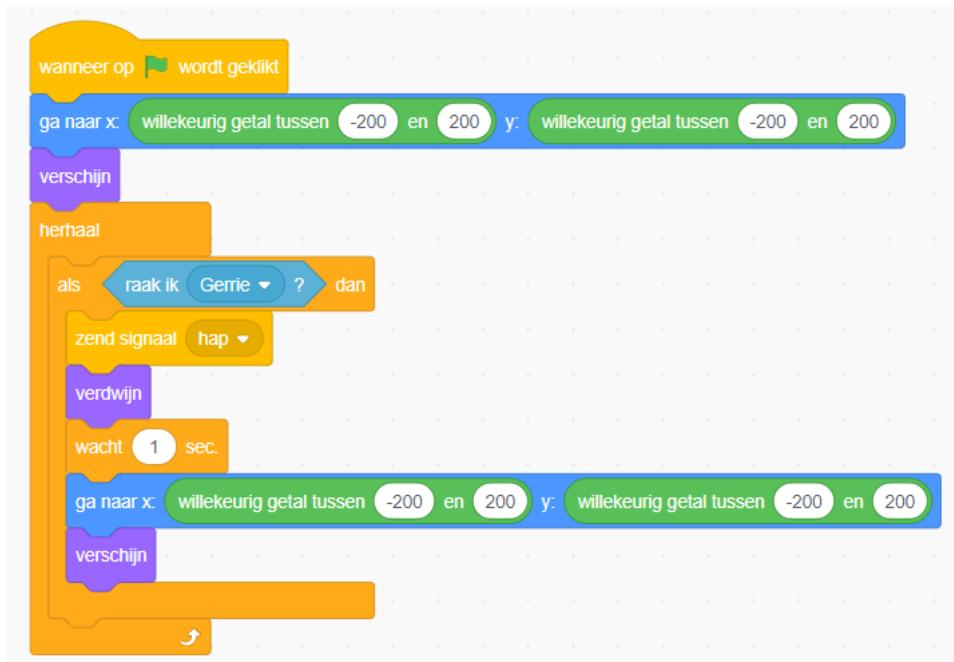 wanneer op wordt geklikt
ga naar x: willekeurig getal tussen -200 en 200 y: willekeurig getal tussen -200 en 200
verschijn
herhaal
als raak ik Gerrie ? dan
zend signaal hap
verdwijn
wacht 1 sec.
ga naar x: willekeurig getal tussen -200 en 200 y: willekeurig getal tussen -200 en 200
verschijn